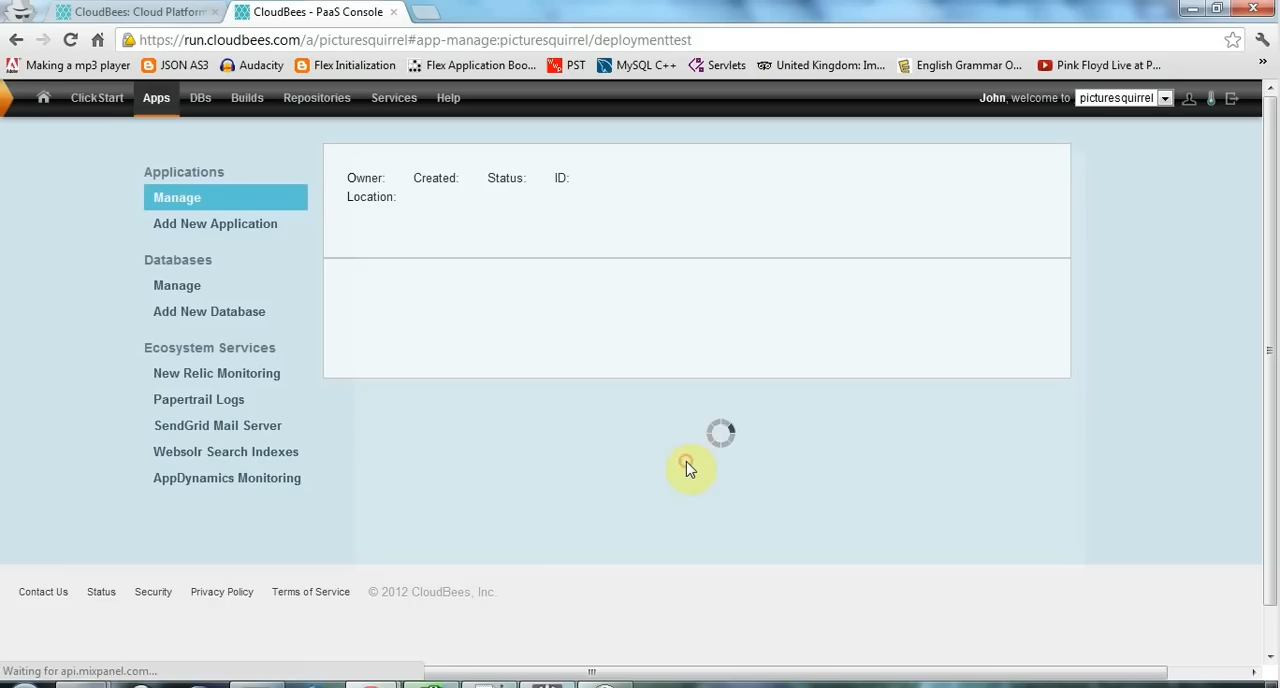 CloudBees: Cloud Platform
CloudBees - PaaS Console
https://run.cloudbees.com/a/picturesquirrel#app-manage:picturesquirrel/deploymenttest
Making a mp3 player
JSON AS3
Audacity
Flex Initialization
Flex Application Boo...
PST
MySQL C++
Servlets
United Kingdom: Im...
English Grammar O...
Pink Floyd Live at P...
ClickStart
Apps
DBs
Builds
Repositories
Services
Help
John, welcome to
picturesquirrel
Applications
Manage
Add New Application
Databases
Manage
Add New Database
Ecosystem Services
New Relic Monitoring
Papertrail Logs
SendGrid Mail Server
Websolr Search Indexes
AppDynamics Monitoring
Owner: Created: Status: ID:
Location:
Contact Us
Status
Security
Privacy Policy
Terms of Service
© 2012 CloudBees, Inc.
Waiting for api.mixpanel.com...